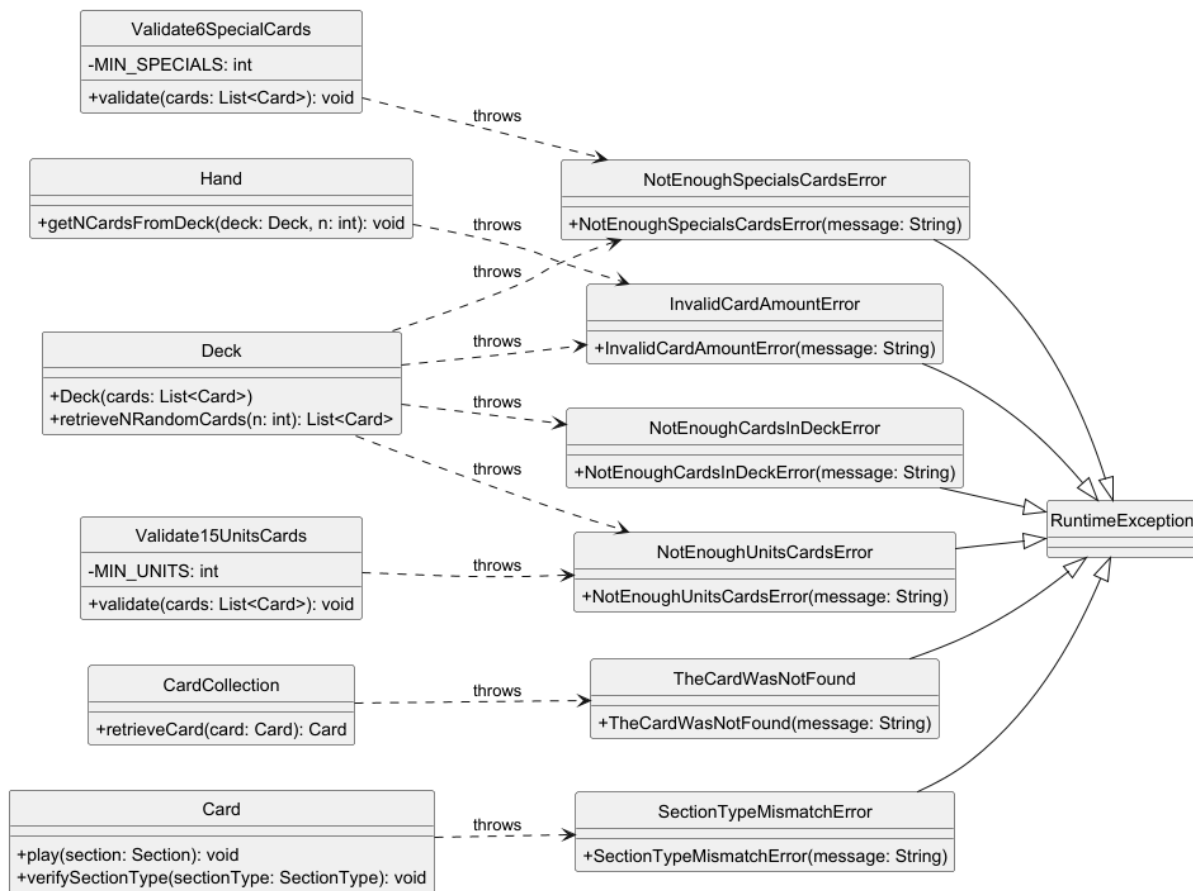 Validate6SpecialCards
-MIN_SPECIALS: int
+validate(cards: List<Card>): void
throws
Hand
+getNCardsFromDeck(deck: Deck, n: int): void
NotEnoughSpecialsCardsError
+NotEnoughSpecialsCardsError(message: String)
throws
throws
InvalidCardAmountError
+InvalidCardAmountError(message: String)
Deck
+Deck(cards: List<Card>)
+retrieveNRandomCards(n: int): List<Card>
throws
throws
NotEnoughCardsInDeckError
+NotEnoughCardsInDeckError(message: String)
throws
RuntimeException
Validate15UnitsCards
-MIN_UNITS: int
+validate(cards: List<Card>): void
throws
NotEnoughUnitsCardsError
+NotEnoughUnitsCardsError(message: String)
CardCollection
+retrieveCard(card: Card): Card
throws
TheCardWasNotFound
+TheCardWasNotFound(message: String)
Card
+play(section: Section): void
+verifySectionType(sectionType: SectionType): void
throws
SectionTypeMismatchError
+SectionTypeMismatchError(message: String)